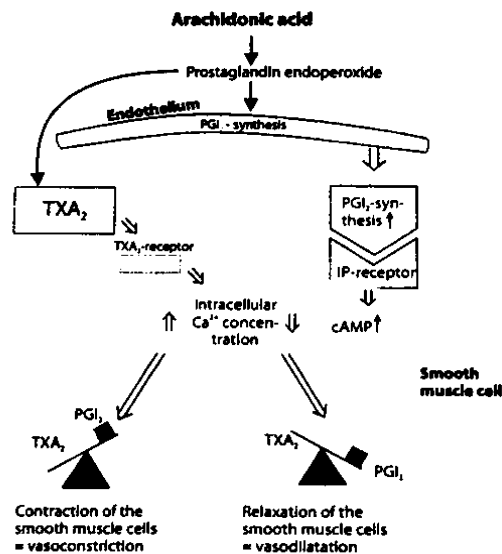 Arachidonic acid
Prostaglandin endoperoxide
Endothelium
PGI₂ - synthesis
TXA₂
TXA₂-receptor
PGI₂-syn-
thesis ↑
IP-receptor
cAMP ↑
↑ Intracellular ↓
Ca²⁺ concen-
tration
Smooth
muscle cell
PGI₂
TXA₂
TXA₂
PGI₂
Contraction of the
smooth muscle cells
= vasoconstriction
Relaxation of the
smooth muscle cells
= vasodilatation